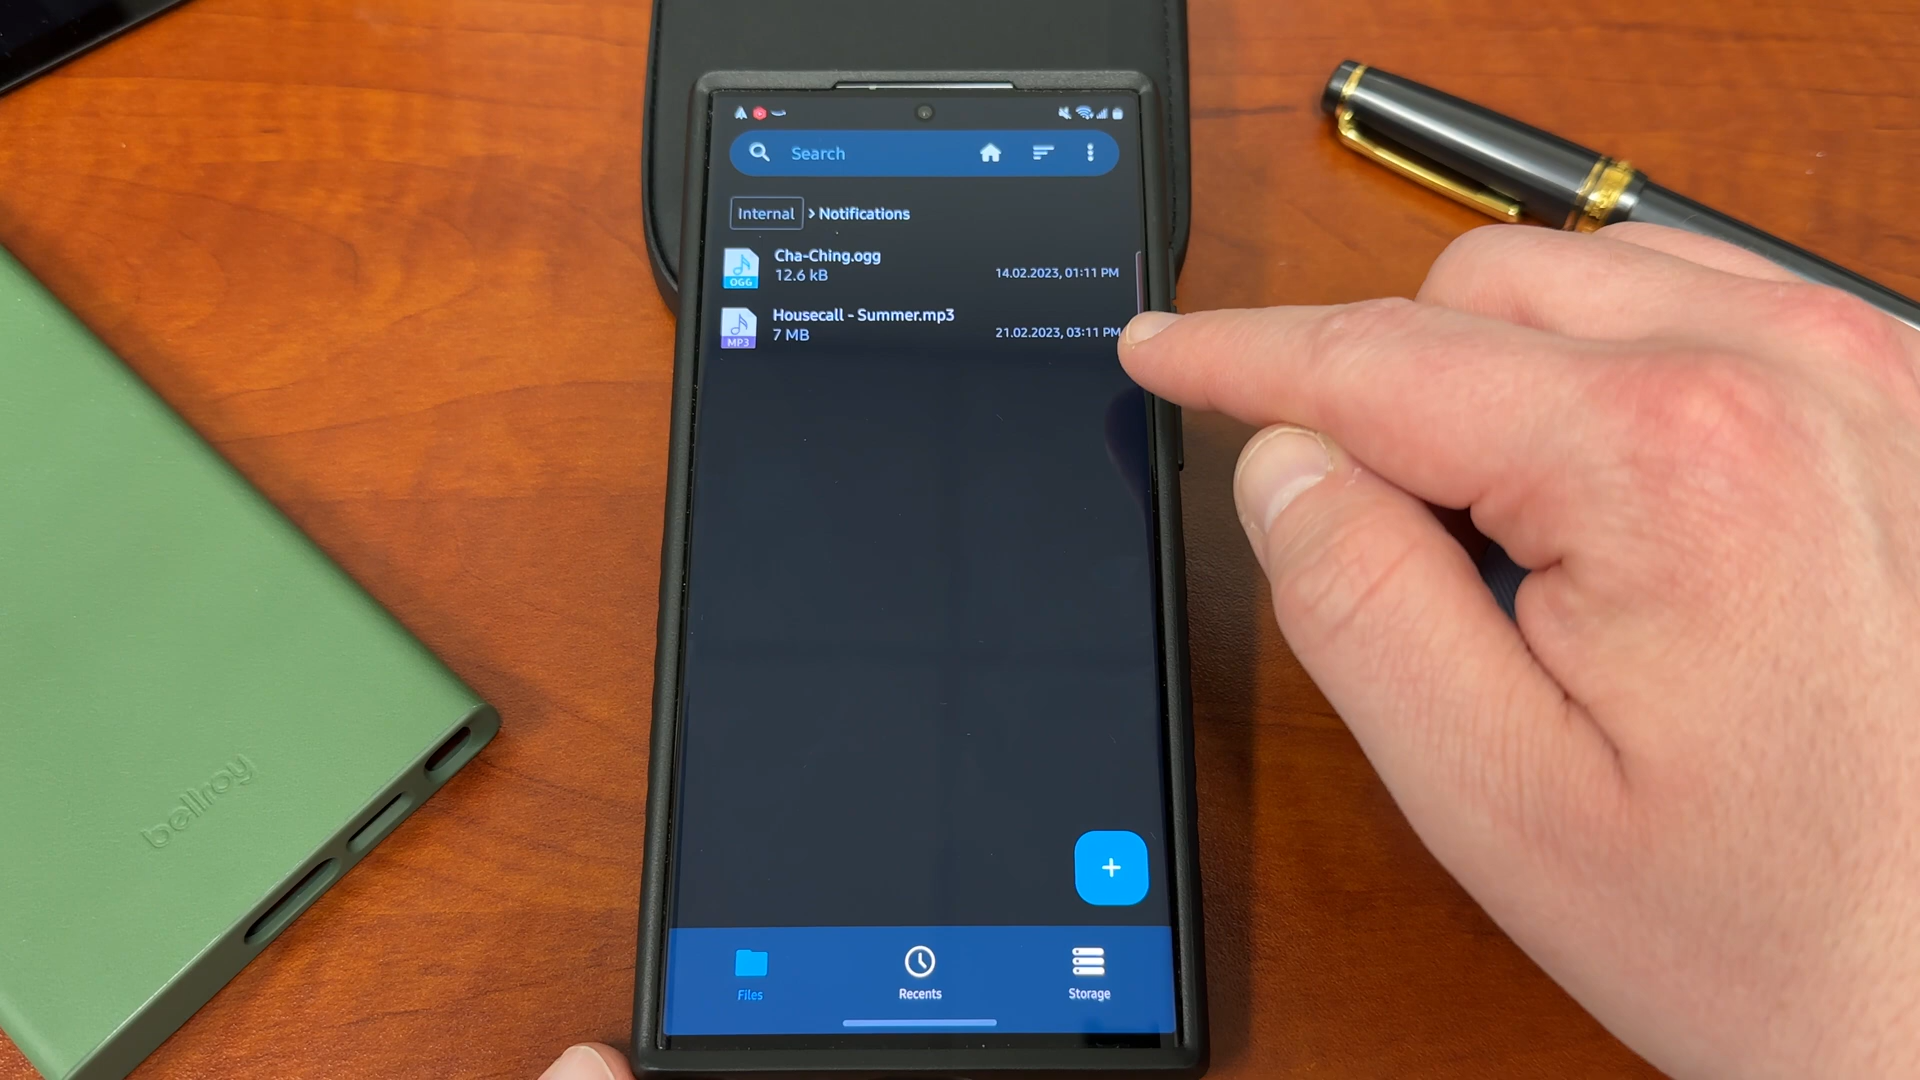 Search
Internal > Notifications
Cha-Ching.ogg
12.6 kB
14.02.2023, 01:11 PM
OGG
Housecall - Summer.mp3
7 MB
21.02.2023, 03:11 PM
MP3
+
Files
Recents
Storage
bellroy